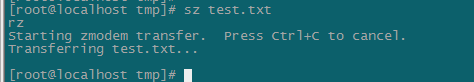 [root@localhost tmp]# sz test.txt
rz
Starting zmodem transfer.  Press Ctrl+C to cancel.
Transferring test.txt...
[root@localhost tmp]#